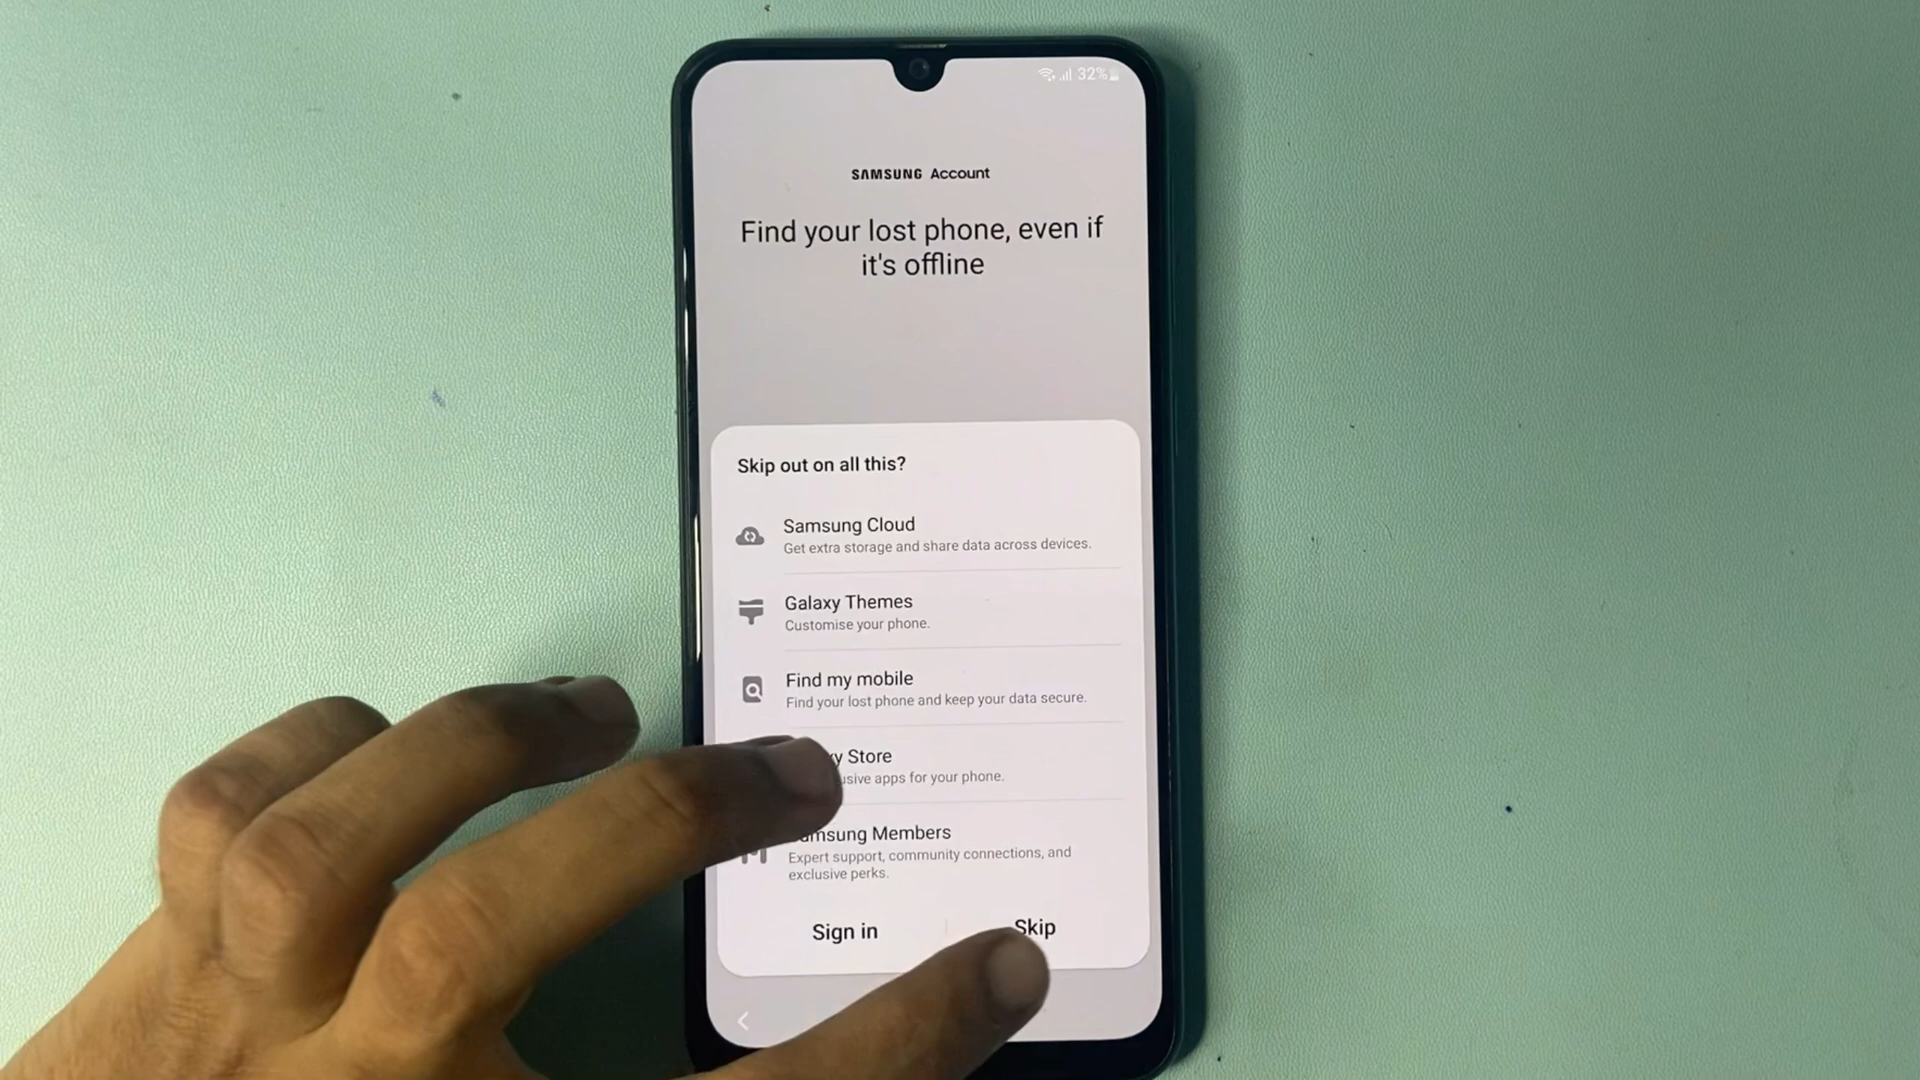 32%
SAMSUNG Account
Find your lost phone, even if
it's offline
Skip out on all this?
Samsung Cloud
Get extra storage and share data across devices.
Galaxy Themes
Customise your phone.
Find my mobile
Find your lost phone and keep your data secure.
Store
apps for your phone.
Members
Expert support, community connections, and
exclusive perks.
Sign in
Skip